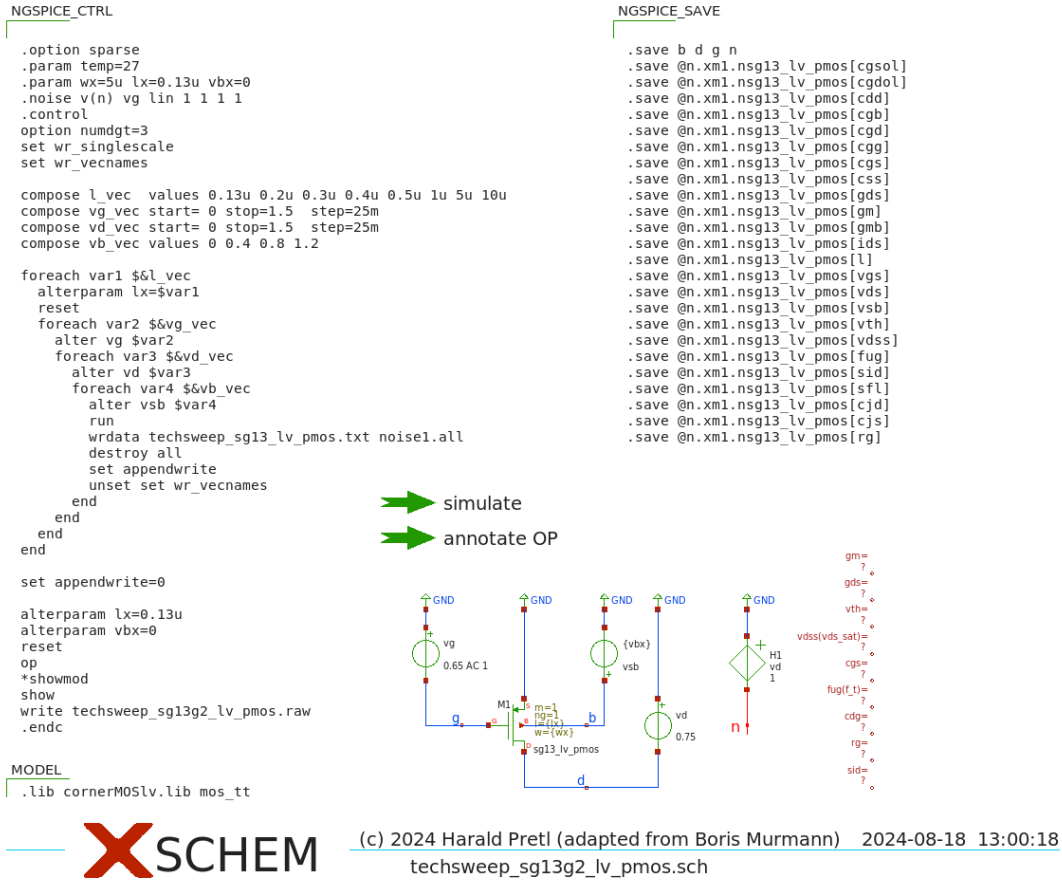 NGSPICE_CTRL
.option sparse
.param temp=27
.param wx=5u lx=0.13u vbx=0
.noise v(n) vg lin 1 1 1 1
.control
option numdgt=3
set wr_singlescale
set wr_vecnames
compose l_vec  values 0.13u 0.2u 0.3u 0.4u 0.5u 1u 5u 10u
compose vg_vec start= 0 stop=1.5  step=25m
compose vd_vec start= 0 stop=1.5  step=25m
compose vb_vec values 0 0.4 0.8 1.2
foreach var1 $&l_vec
  alterparam lx=$var1
  reset
  foreach var2 $&vg_vec
    alter vg $var2
    foreach var3 $&vd_vec
      alter vd $var3
      foreach var4 $&vb_vec
        alter vsb $var4
        run
        wrdata techsweep_sg13_lv_pmos.txt noise1.all
        destroy all
        set appendwrite
        unset set wr_vecnames
      end
    end
  end
end
set appendwrite=0
alterparam lx=0.13u
alterparam vbx=0
reset
op
*showmod
show
write techsweep_sg13g2_lv_pmos.raw
.endc
MODEL
.lib cornerMOSlv.lib mos_tt
NGSPICE_SAVE
.save b d g n
.save @n.xm1.nsg13_lv_pmos[cgsol]
.save @n.xm1.nsg13_lv_pmos[cgdol]
.save @n.xm1.nsg13_lv_pmos[cdd]
.save @n.xm1.nsg13_lv_pmos[cgb]
.save @n.xm1.nsg13_lv_pmos[cgd]
.save @n.xm1.nsg13_lv_pmos[cgg]
.save @n.xm1.nsg13_lv_pmos[cgs]
.save @n.xm1.nsg13_lv_pmos[css]
.save @n.xm1.nsg13_lv_pmos[gds]
.save @n.xm1.nsg13_lv_pmos[gm]
.save @n.xm1.nsg13_lv_pmos[gmb]
.save @n.xm1.nsg13_lv_pmos[ids]
.save @n.xm1.nsg13_lv_pmos[l]
.save @n.xm1.nsg13_lv_pmos[vgs]
.save @n.xm1.nsg13_lv_pmos[vds]
.save @n.xm1.nsg13_lv_pmos[vsb]
.save @n.xm1.nsg13_lv_pmos[vth]
.save @n.xm1.nsg13_lv_pmos[vdss]
.save @n.xm1.nsg13_lv_pmos[fug]
.save @n.xm1.nsg13_lv_pmos[sid]
.save @n.xm1.nsg13_lv_pmos[sfl]
.save @n.xm1.nsg13_lv_pmos[cjd]
.save @n.xm1.nsg13_lv_pmos[cjs]
.save @n.xm1.nsg13_lv_pmos[rg]
simulate
annotate OP
GND
GND
GND
GND
GND
vg
0.65 AC 1
{vbx}
vsb
H1
vd
1
M1
S
m=1
ng=1
l={lx}
w={wx}
G
B
D
sg13_lv_pmos
g
b
vd
0.75
n
d
gm=
?
gds=
?
vth=
?
vdss(vds_sat)=
?
cgs=
?
fug(f_t)=
?
cdg=
?
rg=
?
sid=
?
XSCHEM
(c) 2024 Harald Pretl (adapted from Boris Murmann)  2024-08-18  13:00:18
techsweep_sg13g2_lv_pmos.sch